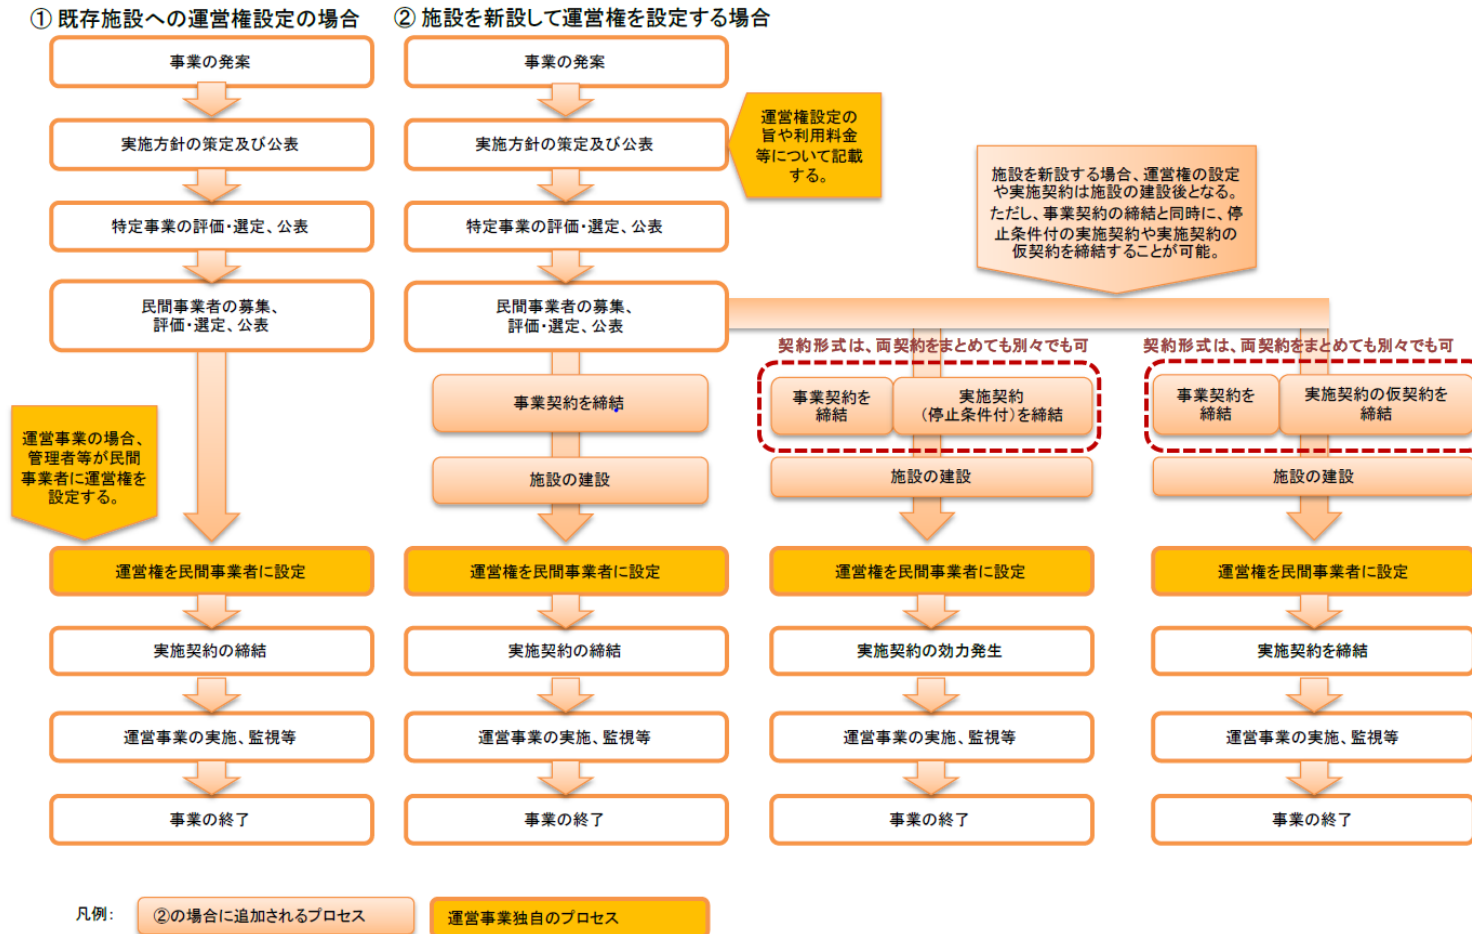 ① 既存施設への運営権設定の場合
② 施設を新設して運営権を設定する場合
事業の発案
実施方針の策定及び公表
特定事業の評価・選定、公表
民間事業者の募集、
評価・選定、公表
運営事業の場合、
管理者等が民間
事業者に運営権を
設定する。
運営権を民間事業者に設定
実施契約の締結
運営事業の実施、監視等
事業の終了
事業の発案
実施方針の策定及び公表
運営権設定の
旨や利用料金
等について記載
する。
特定事業の評価・選定、公表
民間事業者の募集、
評価・選定、公表
事業契約を締結
施設の建設
運営権を民間事業者に設定
実施契約の締結
運営事業の実施、監視等
事業の終了
施設を新設する場合、運営権の設定
や実施契約は施設の建設後となる。
ただし、事業契約の締結と同時に、停
止条件付の実施契約や実施契約の
仮契約を締結することが可能。
契約形式は、両契約をまとめても別々でも可
事業契約を
締結
実施契約
（停止条件付）を締結
施設の建設
運営権を民間事業者に設定
実施契約の効力発生
運営事業の実施、監視等
事業の終了
契約形式は、両契約をまとめても別々でも可
事業契約を
締結
実施契約の仮契約を
締結
施設の建設
運営権を民間事業者に設定
実施契約を締結
運営事業の実施、監視等
事業の終了
凡例：
②の場合に追加されるプロセス
運営事業独自のプロセス